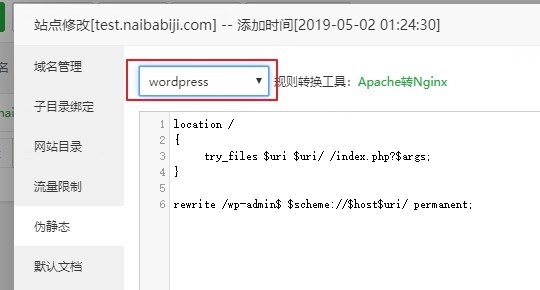 站点修改[test.naibabiji.com] -- 添加时间[2019-05-02 01:24:30]
域名管理
子目录绑定
网站目录
流量限制
伪静态
默认文档
名
nai
wordpress
规则转换工具：Apache转Nginx
1 location /
2 {
3 try_files $uri $uri/ /index.php?$args;
4 }
5
6 rewrite /wp-admin$ $scheme://$host$uri/ permanent;